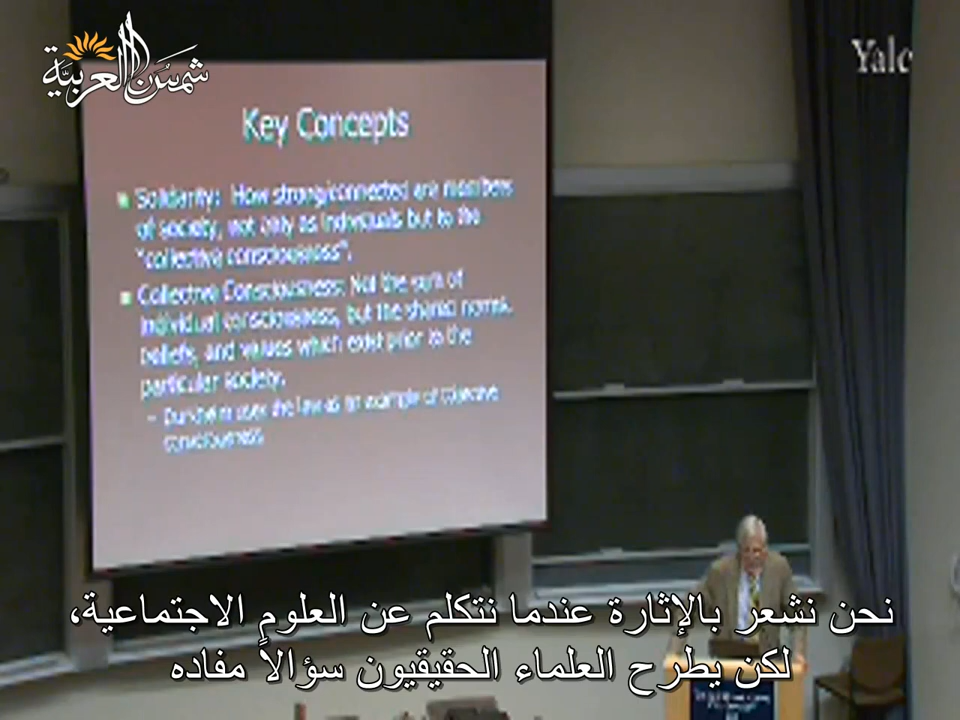 شمس العربية
Yale
Key Concepts
Solidarity: How strong/connected are members
of society, not only as individuals but to the
"collective consciousness".
Collective Consciousness: Not the sum of
individual consciousness, but the shared norms,
beliefs, and values which exist prior to the
particular society.
– Durkheim uses the law as an example of collective
consciousness
نحن نشعر بالإثارة عندما نتكلم عن العلوم الاجتماعية،
لكن يطرح العلماء الحقيقيون سؤالاً مفاده